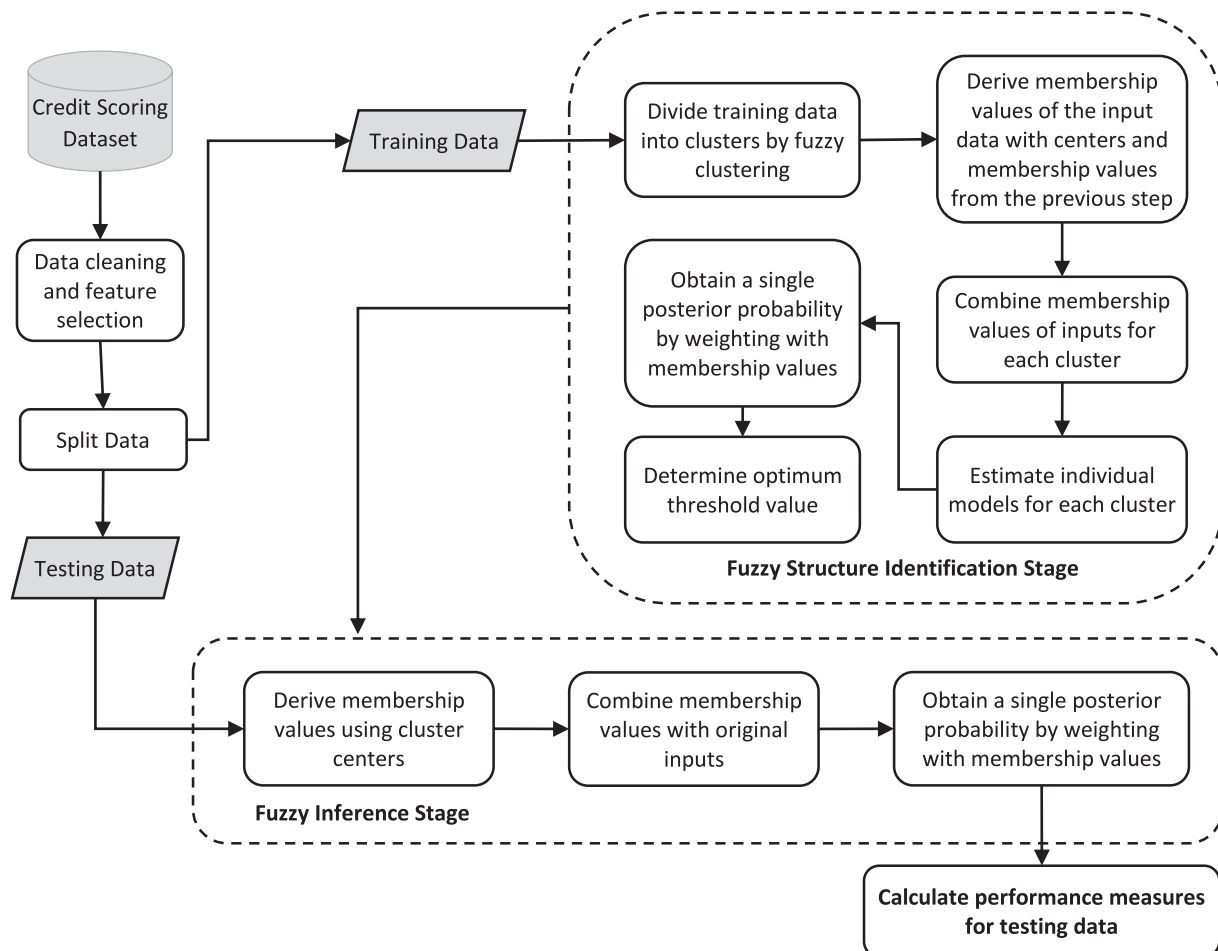 Credit Scoring
Dataset
Data cleaning
and feature
selection
Split Data
Testing Data
Training Data
Divide training data
into clusters by fuzzy
clustering
Derive membership
values of the input
data with centers and
membership values
from the previous step
Combine membership
values of inputs for
each cluster
Estimate individual
models for each cluster
Obtain a single
posterior probability
by weighting with
membership values
Determine optimum
threshold value
Fuzzy Structure Identification Stage
Derive membership
values using cluster
centers
Combine membership
values with original
inputs
Obtain a single posterior
probability by weighting
with membership values
Fuzzy Inference Stage
Calculate performance measures
for testing data